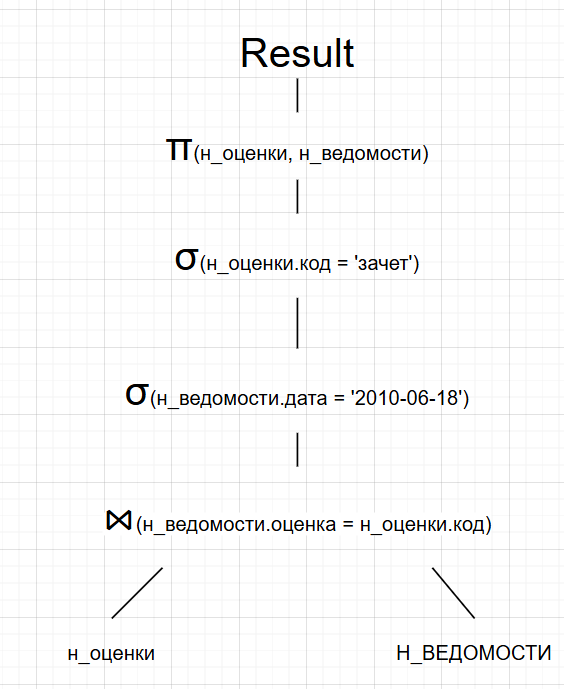 Result
π(н_оценки, н_ведомости)
σ(н_оценки.код = 'зачет')
σ(н_ведомости.дата = '2010-06-18')
⋈(н_ведомости.оценка = н_оценки.код)
н_оценки Н_ВЕДОМОСТИ